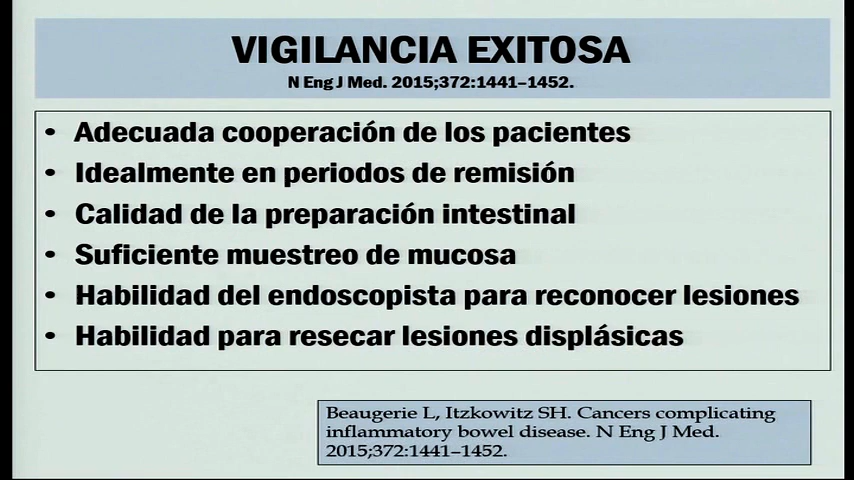 VIGILANCIA EXITOSA
N Eng J Med. 2015;372:1441–1452.
• Adecuada cooperación de los pacientes
• Idealmente en periodos de remisión
• Calidad de la preparación intestinal
• Suficiente muestreo de mucosa
• Habilidad del endoscopista para reconocer lesiones
• Habilidad para resecar lesiones displásicas
Beaugerie L, Itzkowitz SH. Cancers complicating
inflammatory bowel disease. N Eng J Med.
2015;372:1441–1452.